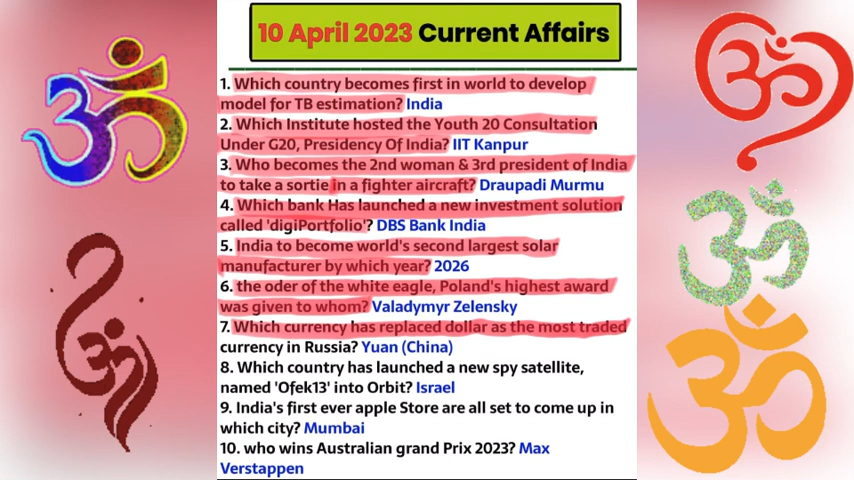 10 April 2023 Current Affairs
1. Which country becomes first in world to develop
model for TB estimation? India
2. Which Institute hosted the Youth 20 Consultation
Under G20, Presidency Of India? IIT Kanpur
3. Who becomes the 2nd woman & 3rd president of India
to take a sortie in a fighter aircraft? Draupadi Murmu
4. Which bank Has launched a new investment solution
called 'digiPortfolio'? DBS Bank India
5. India to become world's second largest solar
manufacturer by which year? 2026
6. the oder of the white eagle, Poland's highest award
was given to whom? Valadymyr Zelensky
7. Which currency has replaced dollar as the most traded
currency in Russia? Yuan (China)
8. Which country has launched a new spy satellite,
named 'Ofek13' into Orbit? Israel
9. India's first ever apple Store are all set to come up in
which city? Mumbai
10. who wins Australian grand Prix 2023? Max
Verstappen